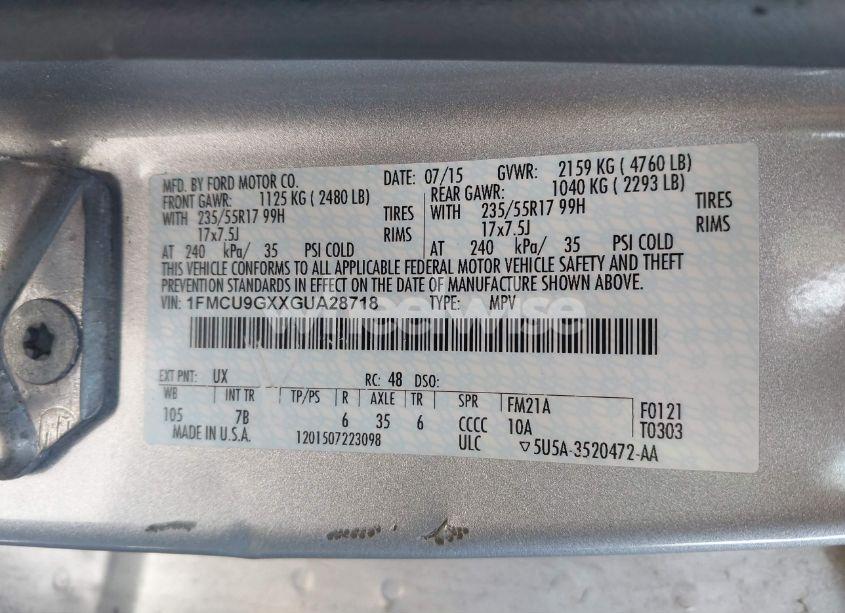 MFD. BY FORD MOTOR CO. DATE: 07/15 GVWR: 2159 KG ( 4760 LB)
FRONT GAWR: 1125 KG ( 2480 LB) REAR GAWR: 1040 KG ( 2293 LB)
WITH 235/55R17 99H TIRES WITH 235/55R17 99H TIRES
17x7.5J RIMS 17x7.5J RIMS
AT 240 kPa/ 35 PSI COLD AT 240 kPa/ 35 PSI COLD
THIS VEHICLE CONFORMS TO ALL APPLICABLE FEDERAL MOTOR VEHICLE SAFETY AND THEFT
PREVENTION STANDARDS IN EFFECT ON THE DATE OF MANUFACTURE SHOWN ABOVE.
VIN: 1FMCU9GXXGUA28718 TYPE: MPV
wheelwise
EXT PNT: UX RC: 48 DSO:
WB INT TR TP/PS R AXLE TR SPR FM21A F0121
105 7B 6 35 6 CCCC 10A T0303
MADE IN U.S.A. 1201507223098 ULC ▽5U5A-3520472-AA